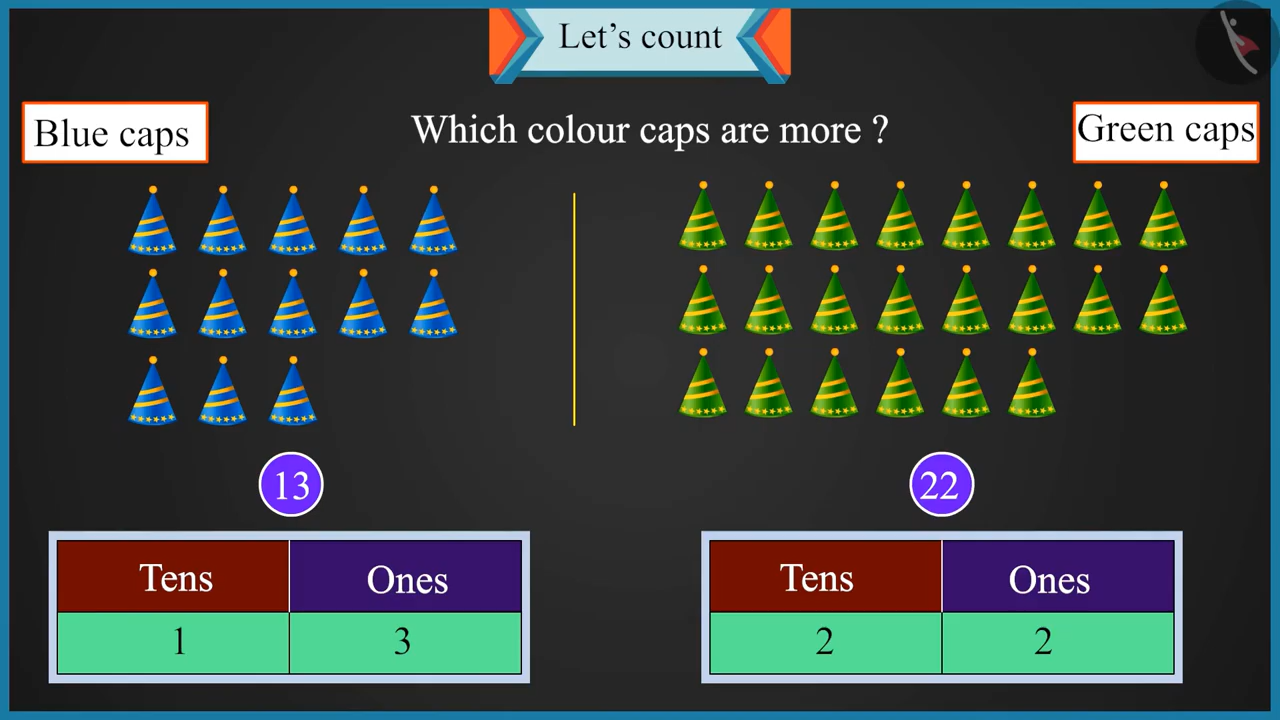 Let’s count
Blue caps
Which colour caps are more ?
Green caps
13
22
Tens Ones
1 3
Tens Ones
2 2